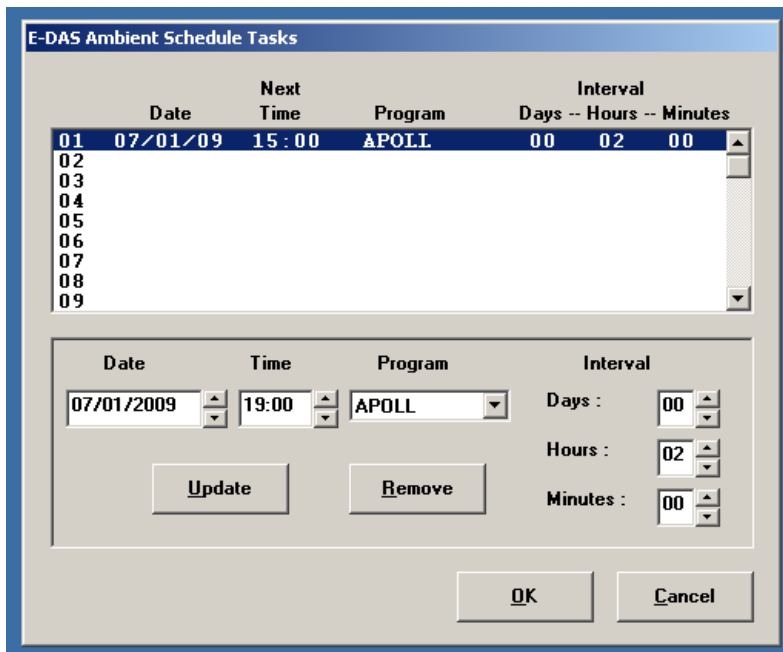 E-DAS Ambient Schedule Tasks
Next Interval
Date Time Program Days -- Hours -- Minutes
01 07/01/09 15:00 APOLL 00 02 00
02
03
04
05
06
07
08
09
Date Time Program Interval
07/01/2009 19:00 APOLL Days : 00
Hours : 02
Update Remove
Minutes : 00
OK Cancel